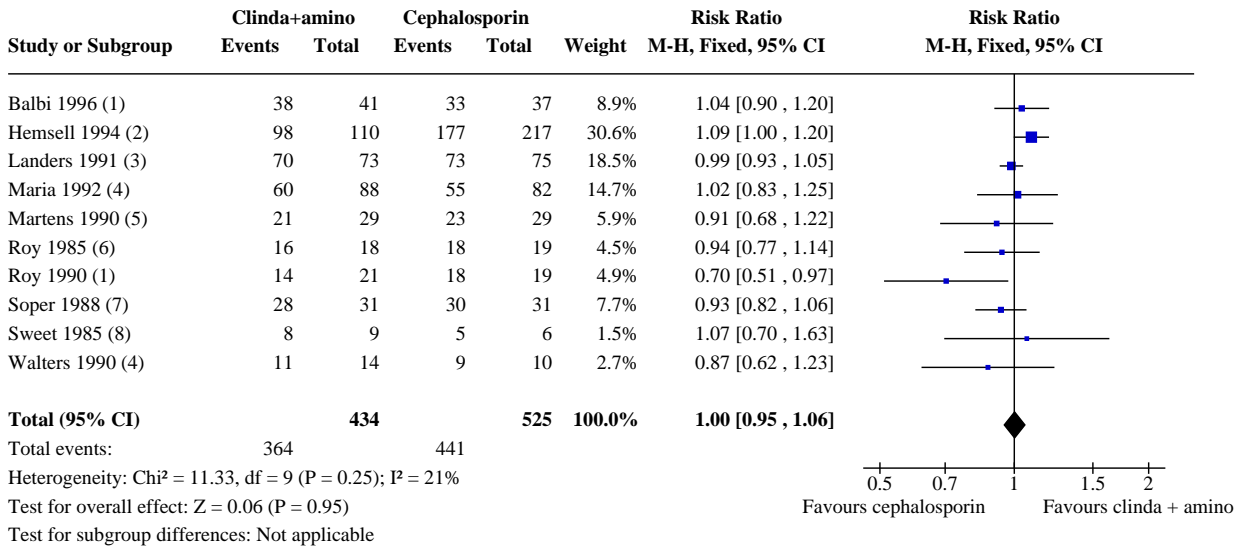 Clinda+amino Cephalosporin Risk Ratio Risk Ratio
Study or Subgroup Events Total Events Total Weight M-H, Fixed, 95% CI M-H, Fixed, 95% CI
Balbi 1996 (1) 38 41 33 37 8.9% 1.04 [0.90 , 1.20]
Hemsell 1994 (2) 98 110 177 217 30.6% 1.09 [1.00 , 1.20]
Landers 1991 (3) 70 73 73 75 18.5% 0.99 [0.93 , 1.05]
Maria 1992 (4) 60 88 55 82 14.7% 1.02 [0.83 , 1.25]
Martens 1990 (5) 21 29 23 29 5.9% 0.91 [0.68 , 1.22]
Roy 1985 (6) 16 18 18 19 4.5% 0.94 [0.77 , 1.14]
Roy 1990 (1) 14 21 18 19 4.9% 0.70 [0.51 , 0.97]
Soper 1988 (7) 28 31 30 31 7.7% 0.93 [0.82 , 1.06]
Sweet 1985 (8) 8 9 5 6 1.5% 1.07 [0.70 , 1.63]
Walters 1990 (4) 11 14 9 10 2.7% 0.87 [0.62 , 1.23]
Total (95% CI) 434 525 100.0% 1.00 [0.95 , 1.06]
Total events: 364 441
Heterogeneity: Chi² = 11.33, df = 9 (P = 0.25); I² = 21%
0.5 0.7 1 1.5 2
Test for overall effect: Z = 0.06 (P = 0.95)
Favours cephalosporin Favours clinda + amino
Test for subgroup differences: Not applicable